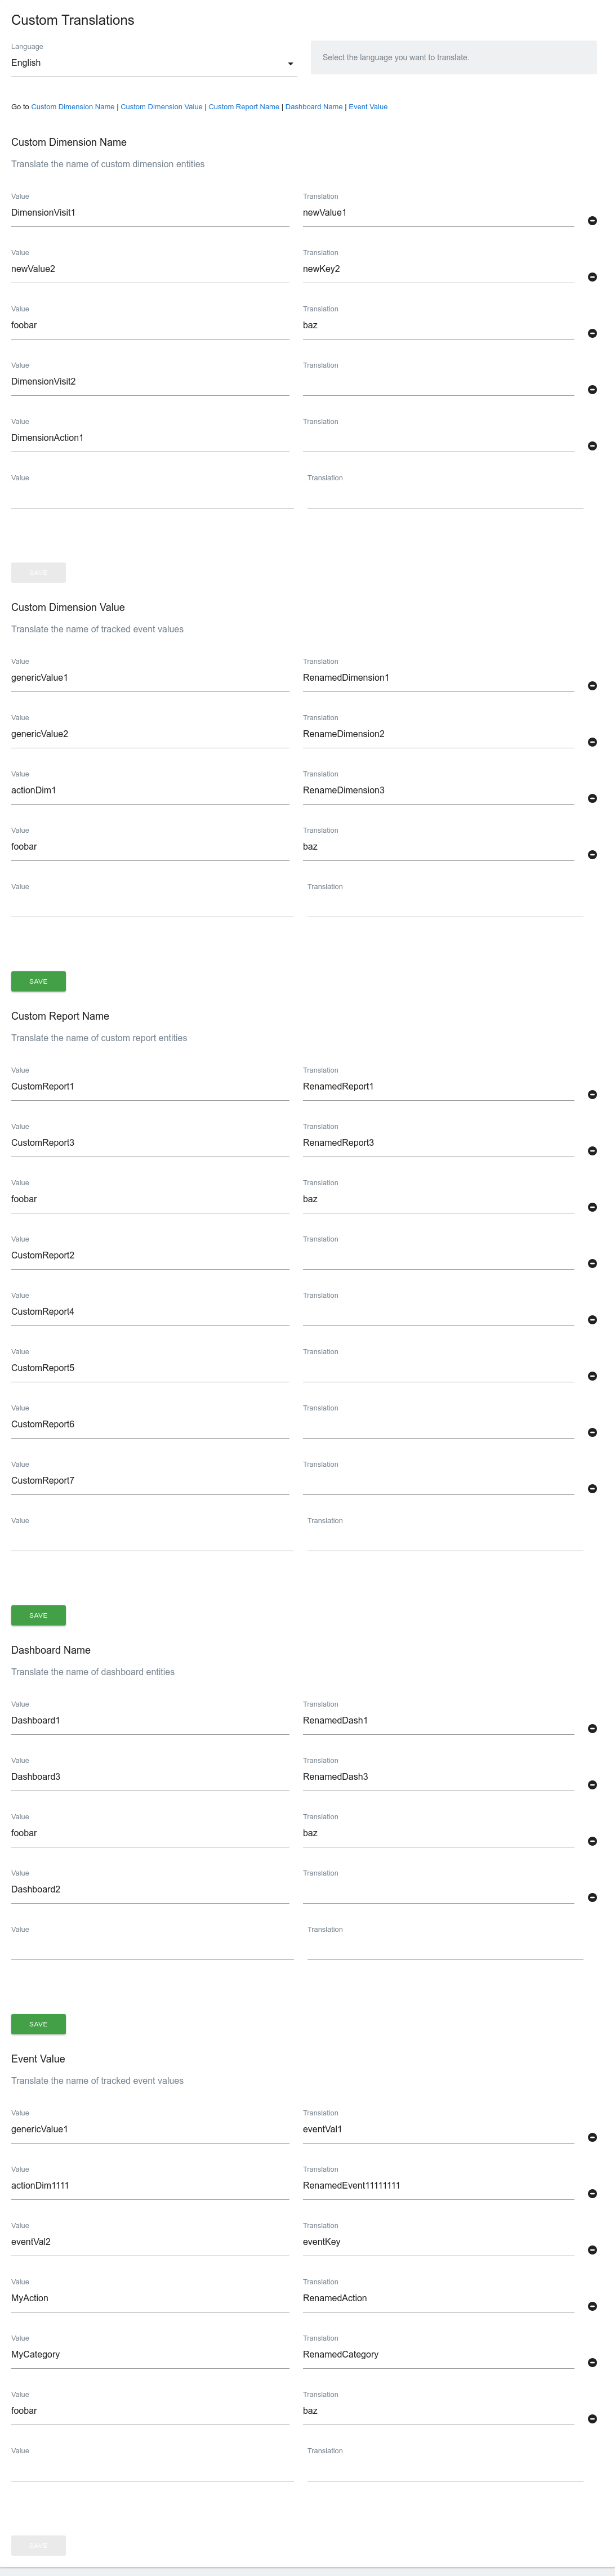 Custom Translations
Language
English
Select the language you want to translate.
Go to Custom Dimension Name | Custom Dimension Value | Custom Report Name | Dashboard Name | Event Value
Custom Dimension Name
Translate the name of custom dimension entities
Value Translation
DimensionVisit1 newValue1
Value Translation
newValue2 newKey2
Value Translation
foobar baz
Value Translation
DimensionVisit2
Value Translation
DimensionAction1
Value Translation
SAVE
Custom Dimension Value
Translate the name of tracked event values
Value Translation
genericValue1 RenamedDimension1
Value Translation
genericValue2 RenameDimension2
Value Translation
actionDim1 RenameDimension3
Value Translation
foobar baz
Value Translation
SAVE
Custom Report Name
Translate the name of custom report entities
Value Translation
CustomReport1 RenamedReport1
Value Translation
CustomReport3 RenamedReport3
Value Translation
foobar baz
Value Translation
CustomReport2
Value Translation
CustomReport4
Value Translation
CustomReport5
Value Translation
CustomReport6
Value Translation
CustomReport7
Value Translation
SAVE
Dashboard Name
Translate the name of dashboard entities
Value Translation
Dashboard1 RenamedDash1
Value Translation
Dashboard3 RenamedDash3
Value Translation
foobar baz
Value Translation
Dashboard2
Value Translation
SAVE
Event Value
Translate the name of tracked event values
Value Translation
genericValue1 eventVal1
Value Translation
actionDim1111 RenamedEvent11111111
Value Translation
eventVal2 eventKey
Value Translation
MyAction RenamedAction
Value Translation
MyCategory RenamedCategory
Value Translation
foobar baz
Value Translation
SAVE